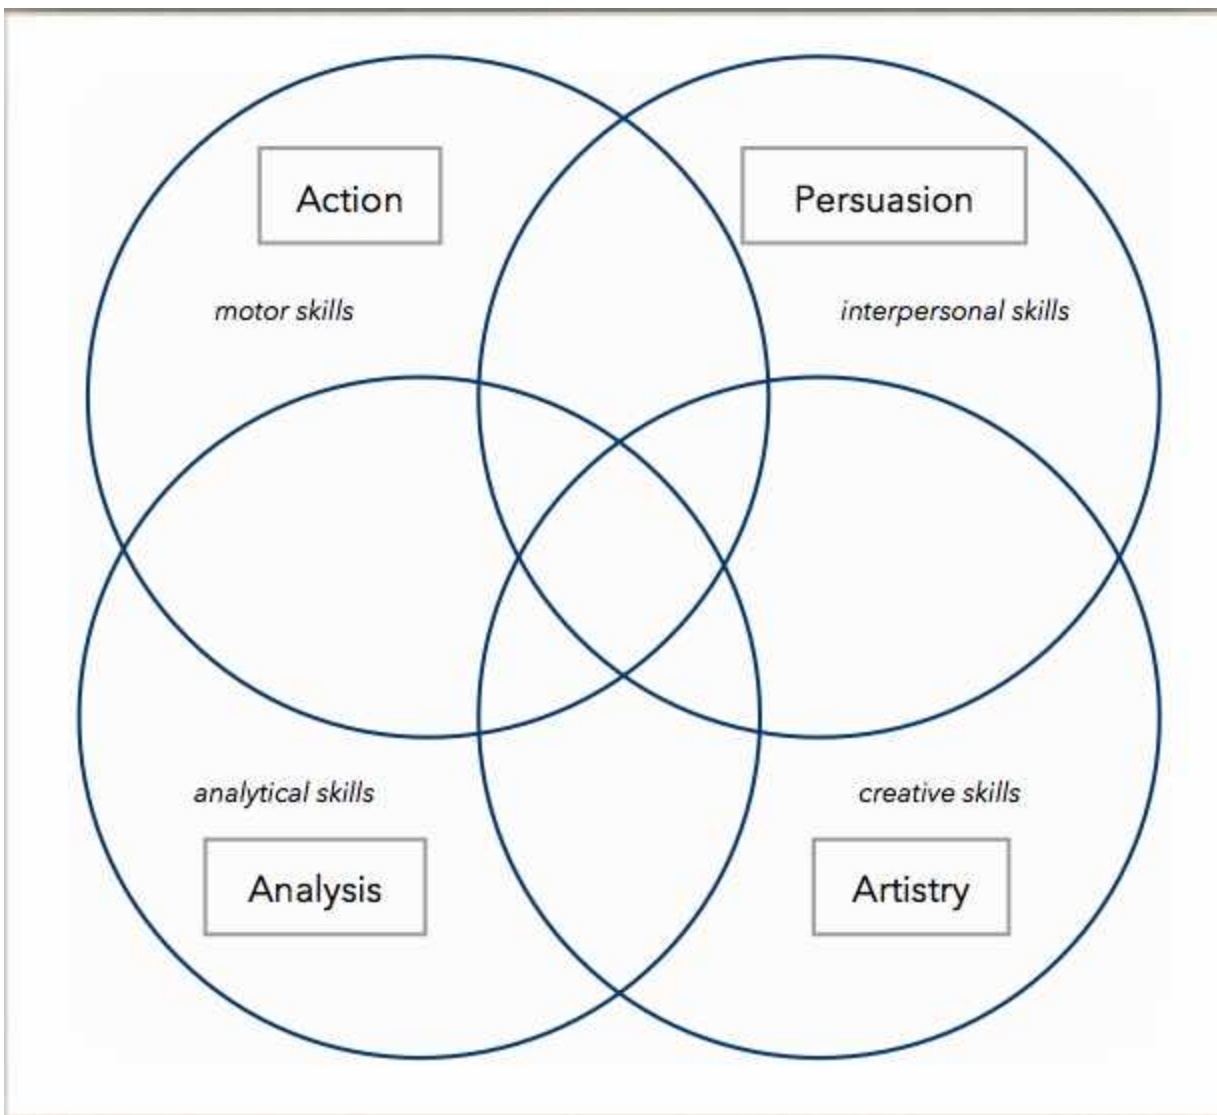 Action
Persuasion
motor skills
interpersonal skills
analytical skills
creative skills
Analysis
Artistry